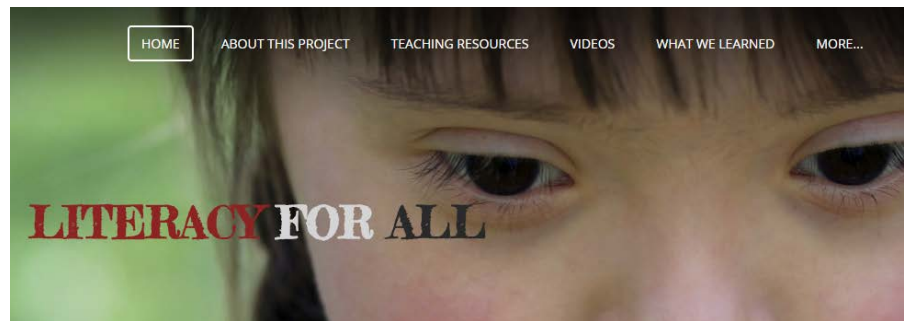 HOME ABOUT THIS PROJECT TEACHING RESOURCES VIDEOS WHAT WE LEARNED MORE...
LITERACY FOR ALL